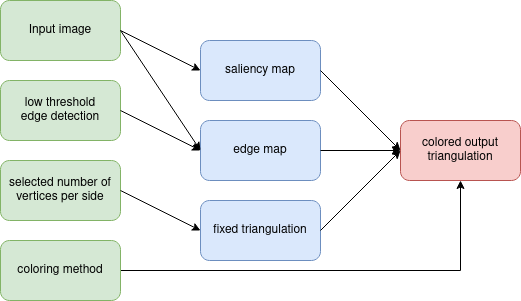 Input image
low threshold
edge detection
selected number of
vertices per side
coloring method
saliency map
edge map
fixed triangulation
colored output
triangulation